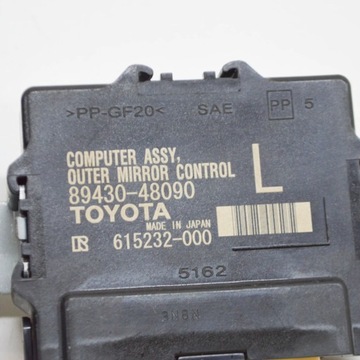 >PP-GF20< SAE PP 5
COMPUTER ASSY,
OUTER MIRROR CONTROL L
89430-48090
TOYOTA MADE IN JAPAN
R 615232-000
5162